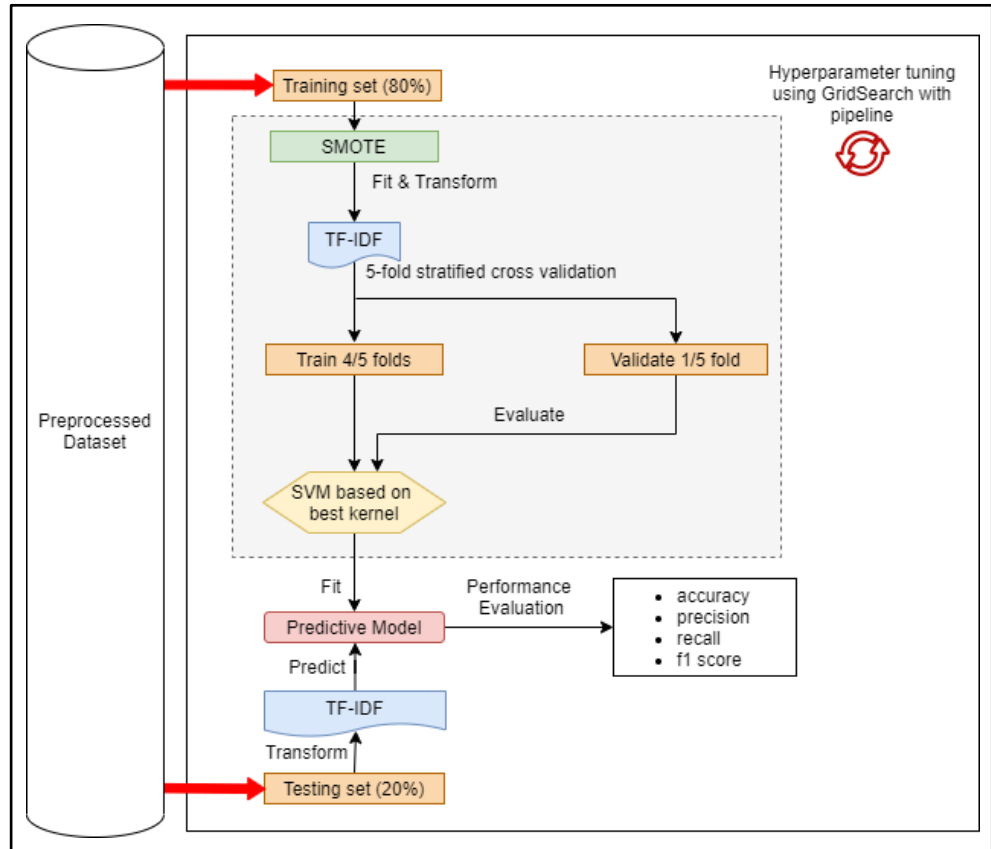 Preprocessed
Dataset
Training set (80%)
Hyperparameter tuning
using GridSearch with
pipeline
SMOTE
Fit & Transform
TF-IDF
5-fold stratified cross validation
Train 4/5 folds
Validate 1/5 fold
Evaluate
SVM based on
best kernel
Fit
Performance
Evaluation
Predictive Model
• accuracy
• precision
• recall
• f1 score
Predict
TF-IDF
Transform
Testing set (20%)